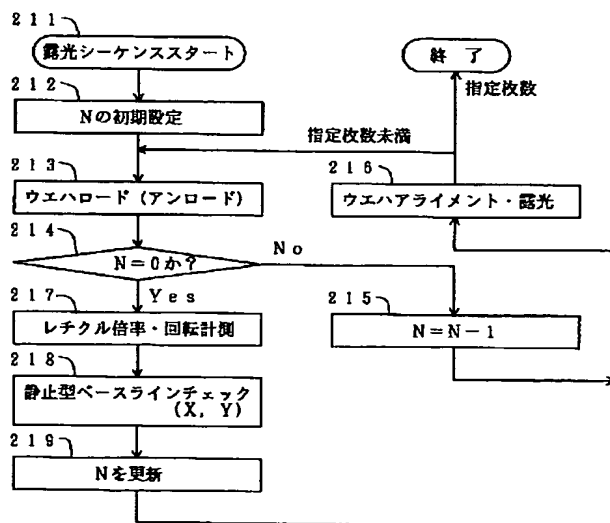 211
露光シーケンススタート
212
Nの初期設定
213
ウエハロード(アンロード)
214
N=0か?
No
Yes
217
レチクル倍率・回転計測
218
静止型ベースラインチェック
(X, Y)
219
Nを更新
終 了
指定枚数
指定枚数未満
216
ウエハアライメント・露光
215
N=N-1